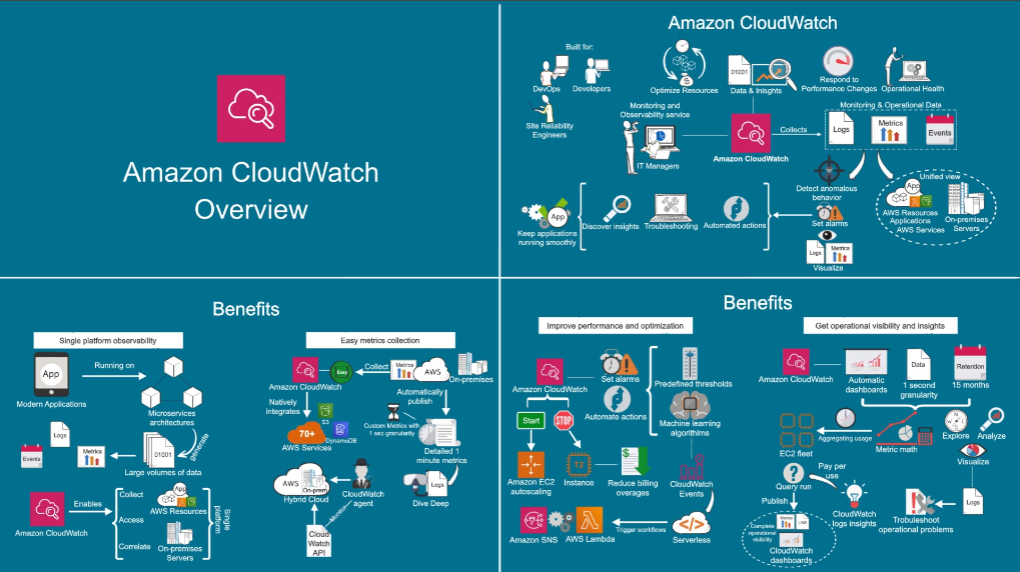 Amazon CloudWatch
Overview
Amazon CloudWatch
Built for:
DevOps
Developers
Site Reliability
Engineers
Optimize Resources
01C01
Data & Inisghts
Respond to
Performance Changes
Operational Health
Monitoring and
Observability service
IT Managers
Amazon CloudWatch
Collects
Monitoring & Operational Data
Logs
Metrics
Events
Detect anomalous
behavior
Set alarms
Logs
Metrics
Visualize
Unified view
App
AWS Resources
Applications
AWS Services
On-premises
Servers
App
Keep applications
running smoothly
Discover insights
Troubleshooting
Automated actions
Benefits
Single platform observability
App
Modern Applications
Running on
Microservices
architectures
generate
01C01
Large volumes of data
Metrics
Logs
Events
Amazon CloudWatch
Enables
Collect
Access
Correlate
App
AWS Resources
On-premises
Servers
Single
platform
Easy metrics collection
Amazon CloudWatch
Easy
Collect
Metrics
AWS
On-premises
Natively
integrates
70+
AWS Services
S3
DynamoDB
Automatically
publish
Custom Metrics with
1 sec granularity
Detailed 1
minute metrics
Logs
Dive Deep
AWS
On-prem
Hybrid Cloud
CloudWatch
agent
Monitor
Cloud
Watch
API
Benefits
Improve performance and optimization
Amazon CloudWatch
Set alarms
Automate actions
Predefined thresholds
Machine learning
algorithms
Start
STOP
Amazon EC2
autoscaling
T2
Instance
$
Reduce billing
overages
CloudWatch
Events
Serverless
Trigger workflows
AWS Lambda
Amazon SNS
Get operational visibility and insights
Amazon CloudWatch
Automatic
dashboards
Data
1 second
granularity
Retention
15 months
EC2 fleet
Aggregating usage
Metric math
Explore
Analyze
Visualize
Logs
Trobuleshoot
operational problems
Query run
Pay per
use
CloudWatch
logs insights
Publish
Complete
operational
visibility
CloudWatch
dashboards